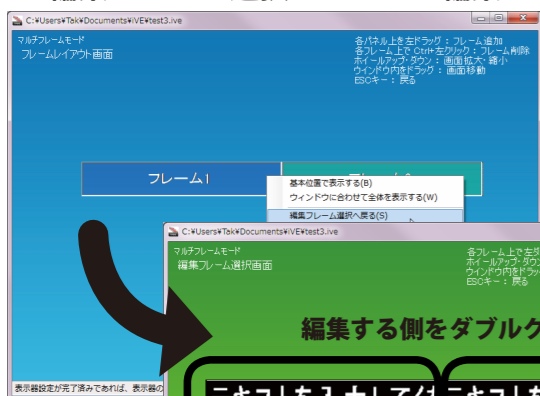 C:¥Users¥Tak¥Documents¥iVE¥test3.ive
マルチフレームモード
フレームレイアウト画面
各パネル上を左ドラッグ：フレーム追加
各フレーム上で Ctrl+左クリック：フレーム削除
ホイールアップ・ダウン：画面拡大・縮小
ウインドウ内をドラッグ：画面移動
ESCキー：戻る
フレーム1
基本位置で表示する(B)
ウィンドウに合わせて全体を表示する(W)
編集フレーム選択へ戻る(S)
C:¥Users¥Tak¥Documents¥iVE¥test3.ive
マルチフレームモード
編集フレーム選択画面
各フレーム上で左
ホイールアップ・ダウ
ウインドウ内をドラッ
ESCキー：戻る
編集する側をダブルク
表示器設定が完了済みであれば、表示器の